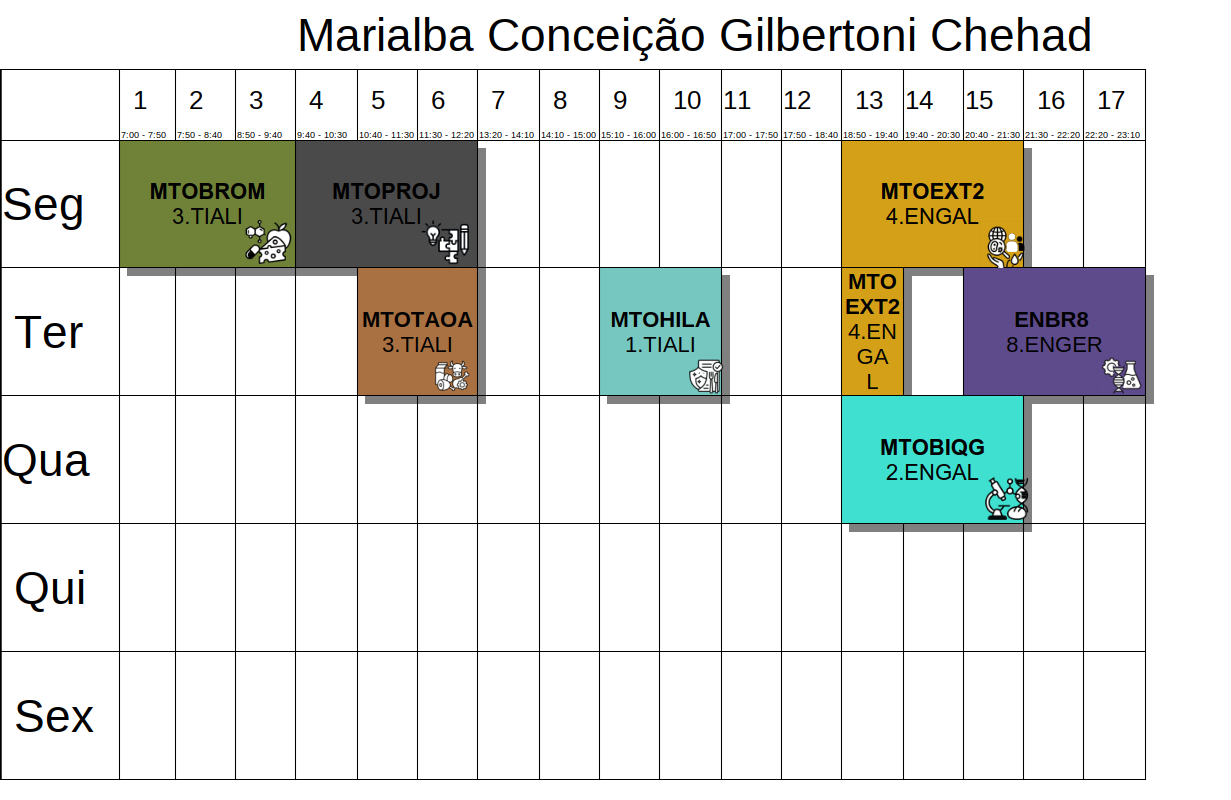 Marialba Conceição Gilbertoni Chehad
1 2 3 4 5 6 7 8 9 10 11 12 13 14 15 16 17
7:00 - 7:50 7:50 - 8:40 8:50 - 9:40 9:40 - 10:30 10:40 - 11:30 11:30 - 12:20 13:20 - 14:10 14:10 - 15:00 15:10 - 16:00 16:00 - 16:50 17:00 - 17:50 17:50 - 18:40 18:50 - 19:40 19:40 - 20:30 20:40 - 21:30 21:30 - 22:20 22:20 - 23:10
Seg
MTOBROM
3.TIALI
MTOPROJ
3.TIALI
MTOEXT2
4.ENGAL
Ter
MTOTAOA
3.TIALI
MTOHILA
1.TIALI
MTO
EXT2
4.EN
GA
L
ENBR8
8.ENGER
Qua
MTOBIQG
2.ENGAL
Qui
Sex